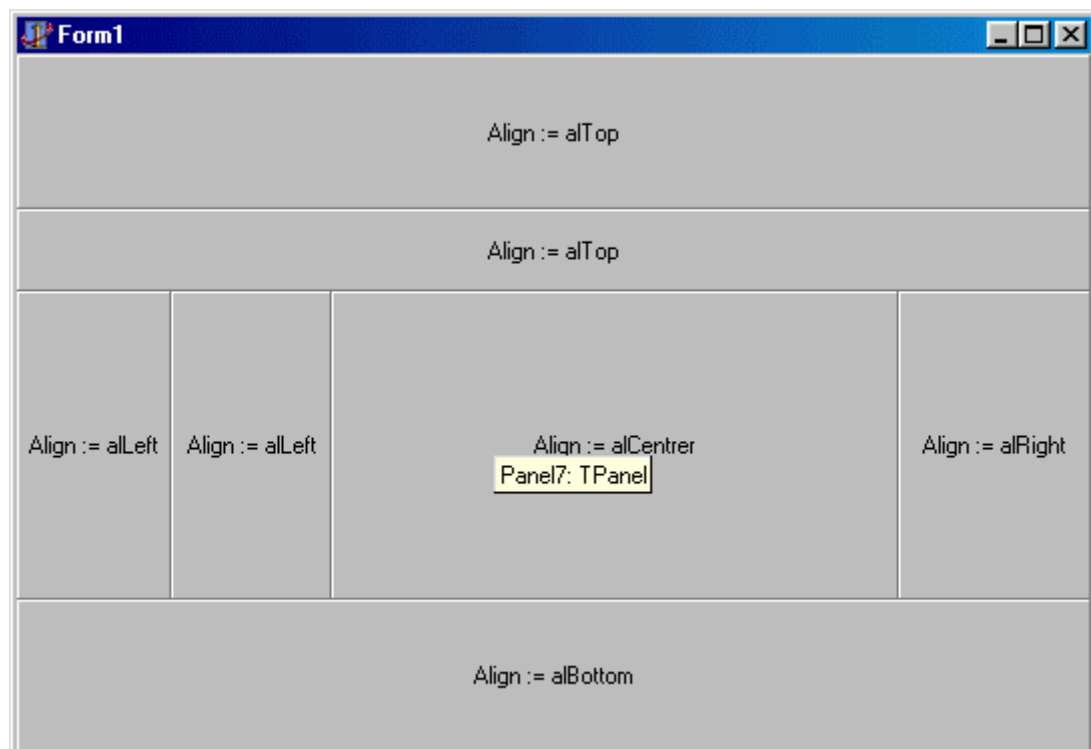 Form1
Align := alTop
Align := alTop
Align := alLeft
Align := alLeft
Align := alCentrer
Align := alRight
Panel7: TPanel
Align := alBottom